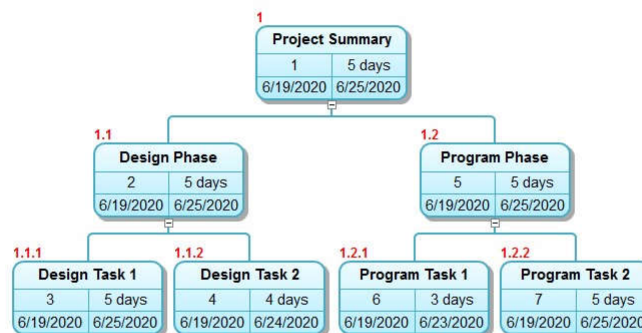 1
Project Summary
1 5 days
6/19/2020 6/25/2020
1.1
Design Phase
2 5 days
6/19/2020 6/25/2020
1.2
Program Phase
5 5 days
6/19/2020 6/25/2020
1.1.1
Design Task 1
3 5 days
6/19/2020 6/25/2020
1.1.2
Design Task 2
4 4 days
6/19/2020 6/24/2020
1.2.1
Program Task 1
6 3 days
6/19/2020 6/23/2020
1.2.2
Program Task 2
7 5 days
6/19/2020 6/25/2020